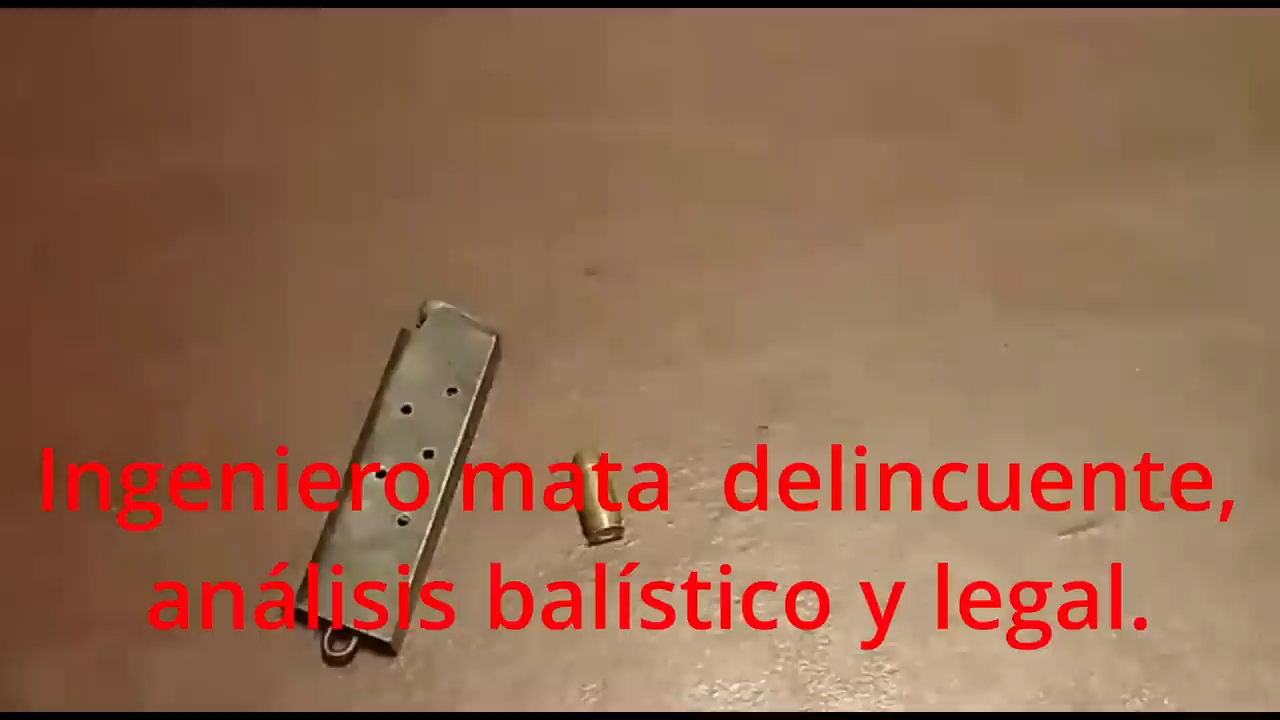 Ingeniero mata delincuente,
análisis balístico y legal.